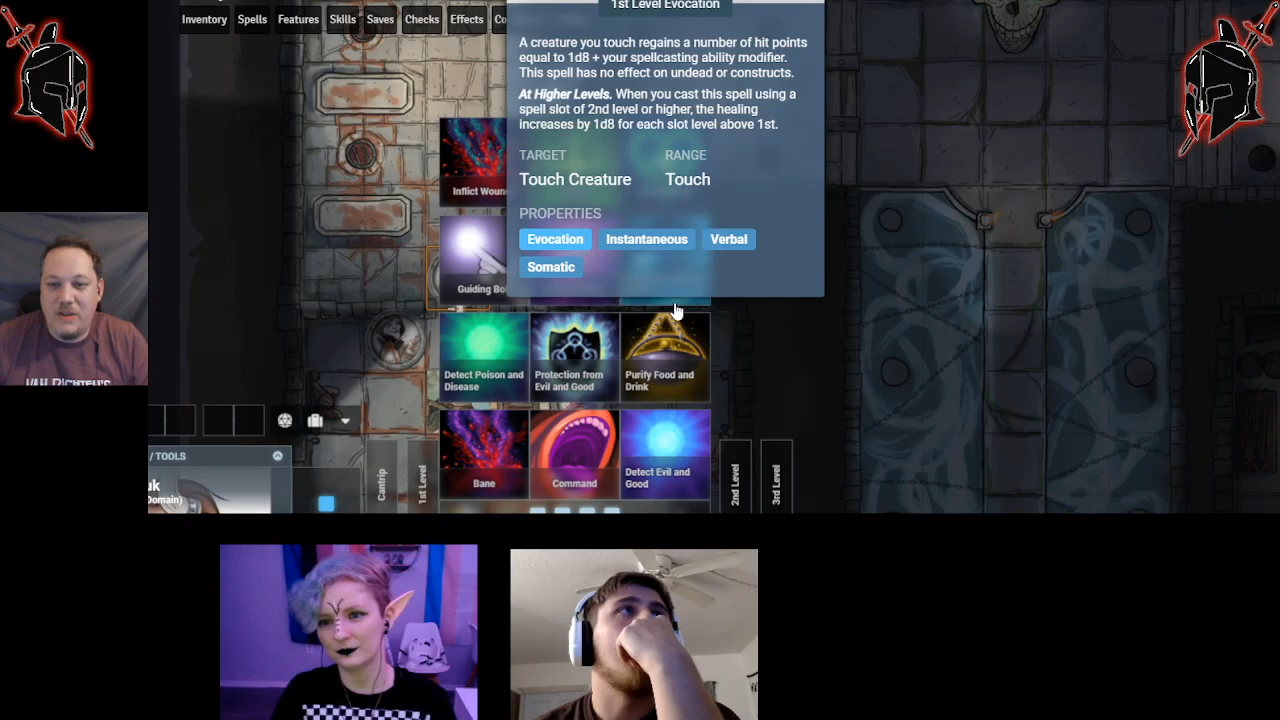 Inventory
Spells
Features
Skills
Saves
Checks
Effects
1st Level Evocation
A creature you touch regains a number of hit points
equal to 1d8 + your spellcasting ability modifier.
This spell has no effect on undead or constructs.
At Higher Levels. When you cast this spell using a
spell slot of 2nd level or higher, the healing
increases by 1d8 for each slot level above 1st.
TARGET
RANGE
Touch Creature
Touch
PROPERTIES
Evocation
Instantaneous
Verbal
Somatic
Inflict Woun
Guiding Bo
Detect Poison and
Disease
Protection from
Evil and Good
Purify Food and
Drink
Bane
Command
Detect Evil and
Good
Cantrip
1st Level
2nd Level
3rd Level
/ TOOLS
uk
Domain)